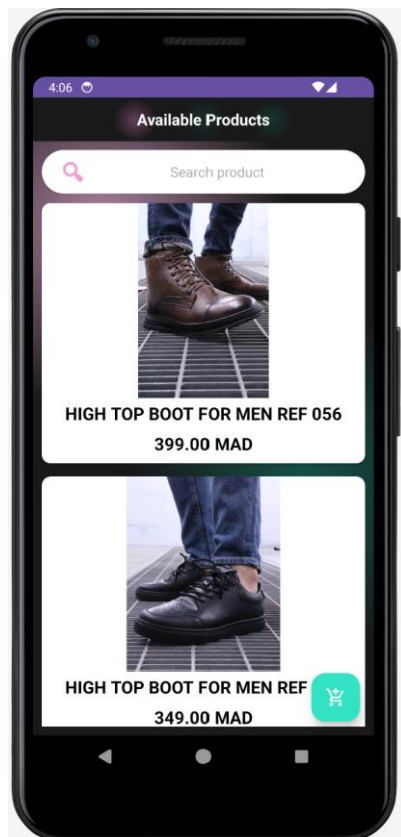 4:06
Available Products
Search product
HIGH TOP BOOT FOR MEN REF 056
399.00 MAD
HIGH TOP BOOT FOR MEN REF
349.00 MAD